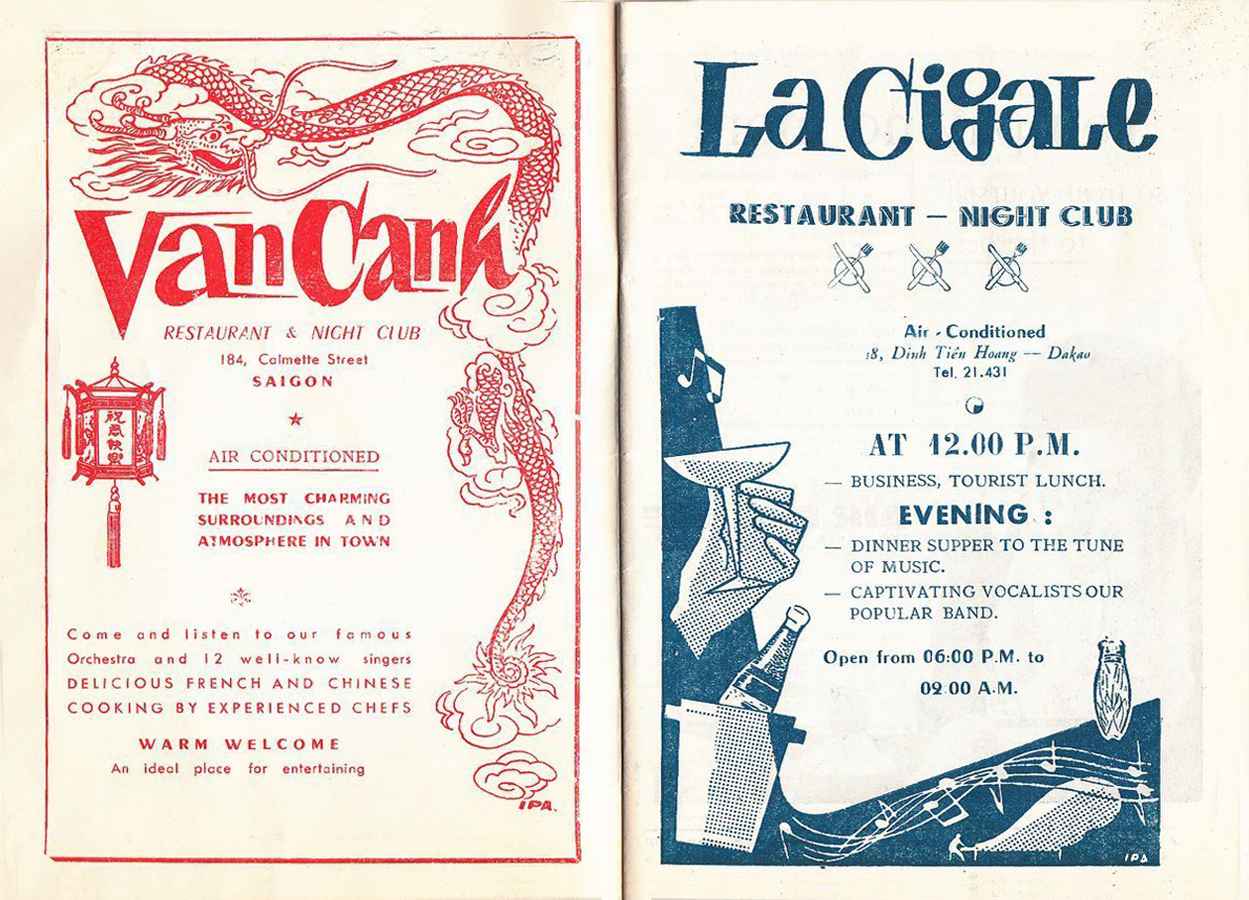 Van Canh
RESTAURANT & NIGHT CLUB
184, Calmette Street
SAIGON
AIR CONDITIONED
THE MOST CHARMING
SURROUNDINGS AND
ATMOSPHERE IN TOWN
Come and listen to our famous
Orchestra and 12 well-know singers
DELICIOUS FRENCH AND CHINESE
COOKING BY EXPERIENCED CHEFS
WARM WELCOME
An ideal place for entertaining
IPA.
La Cigale
RESTAURANT — NIGHT CLUB
Air - Conditioned
Dinh Tiên Hoang — Dakao
Tel. 21.431
AT 12.00 P.M.
— BUSINESS, TOURIST LUNCH.
EVENING :
— DINNER SUPPER TO THE TUNE
OF MUSIC.
— CAPTIVATING VOCALISTS OUR
POPULAR BAND.
Open from 06:00 P.M. to
02.00 A.M.
IPA